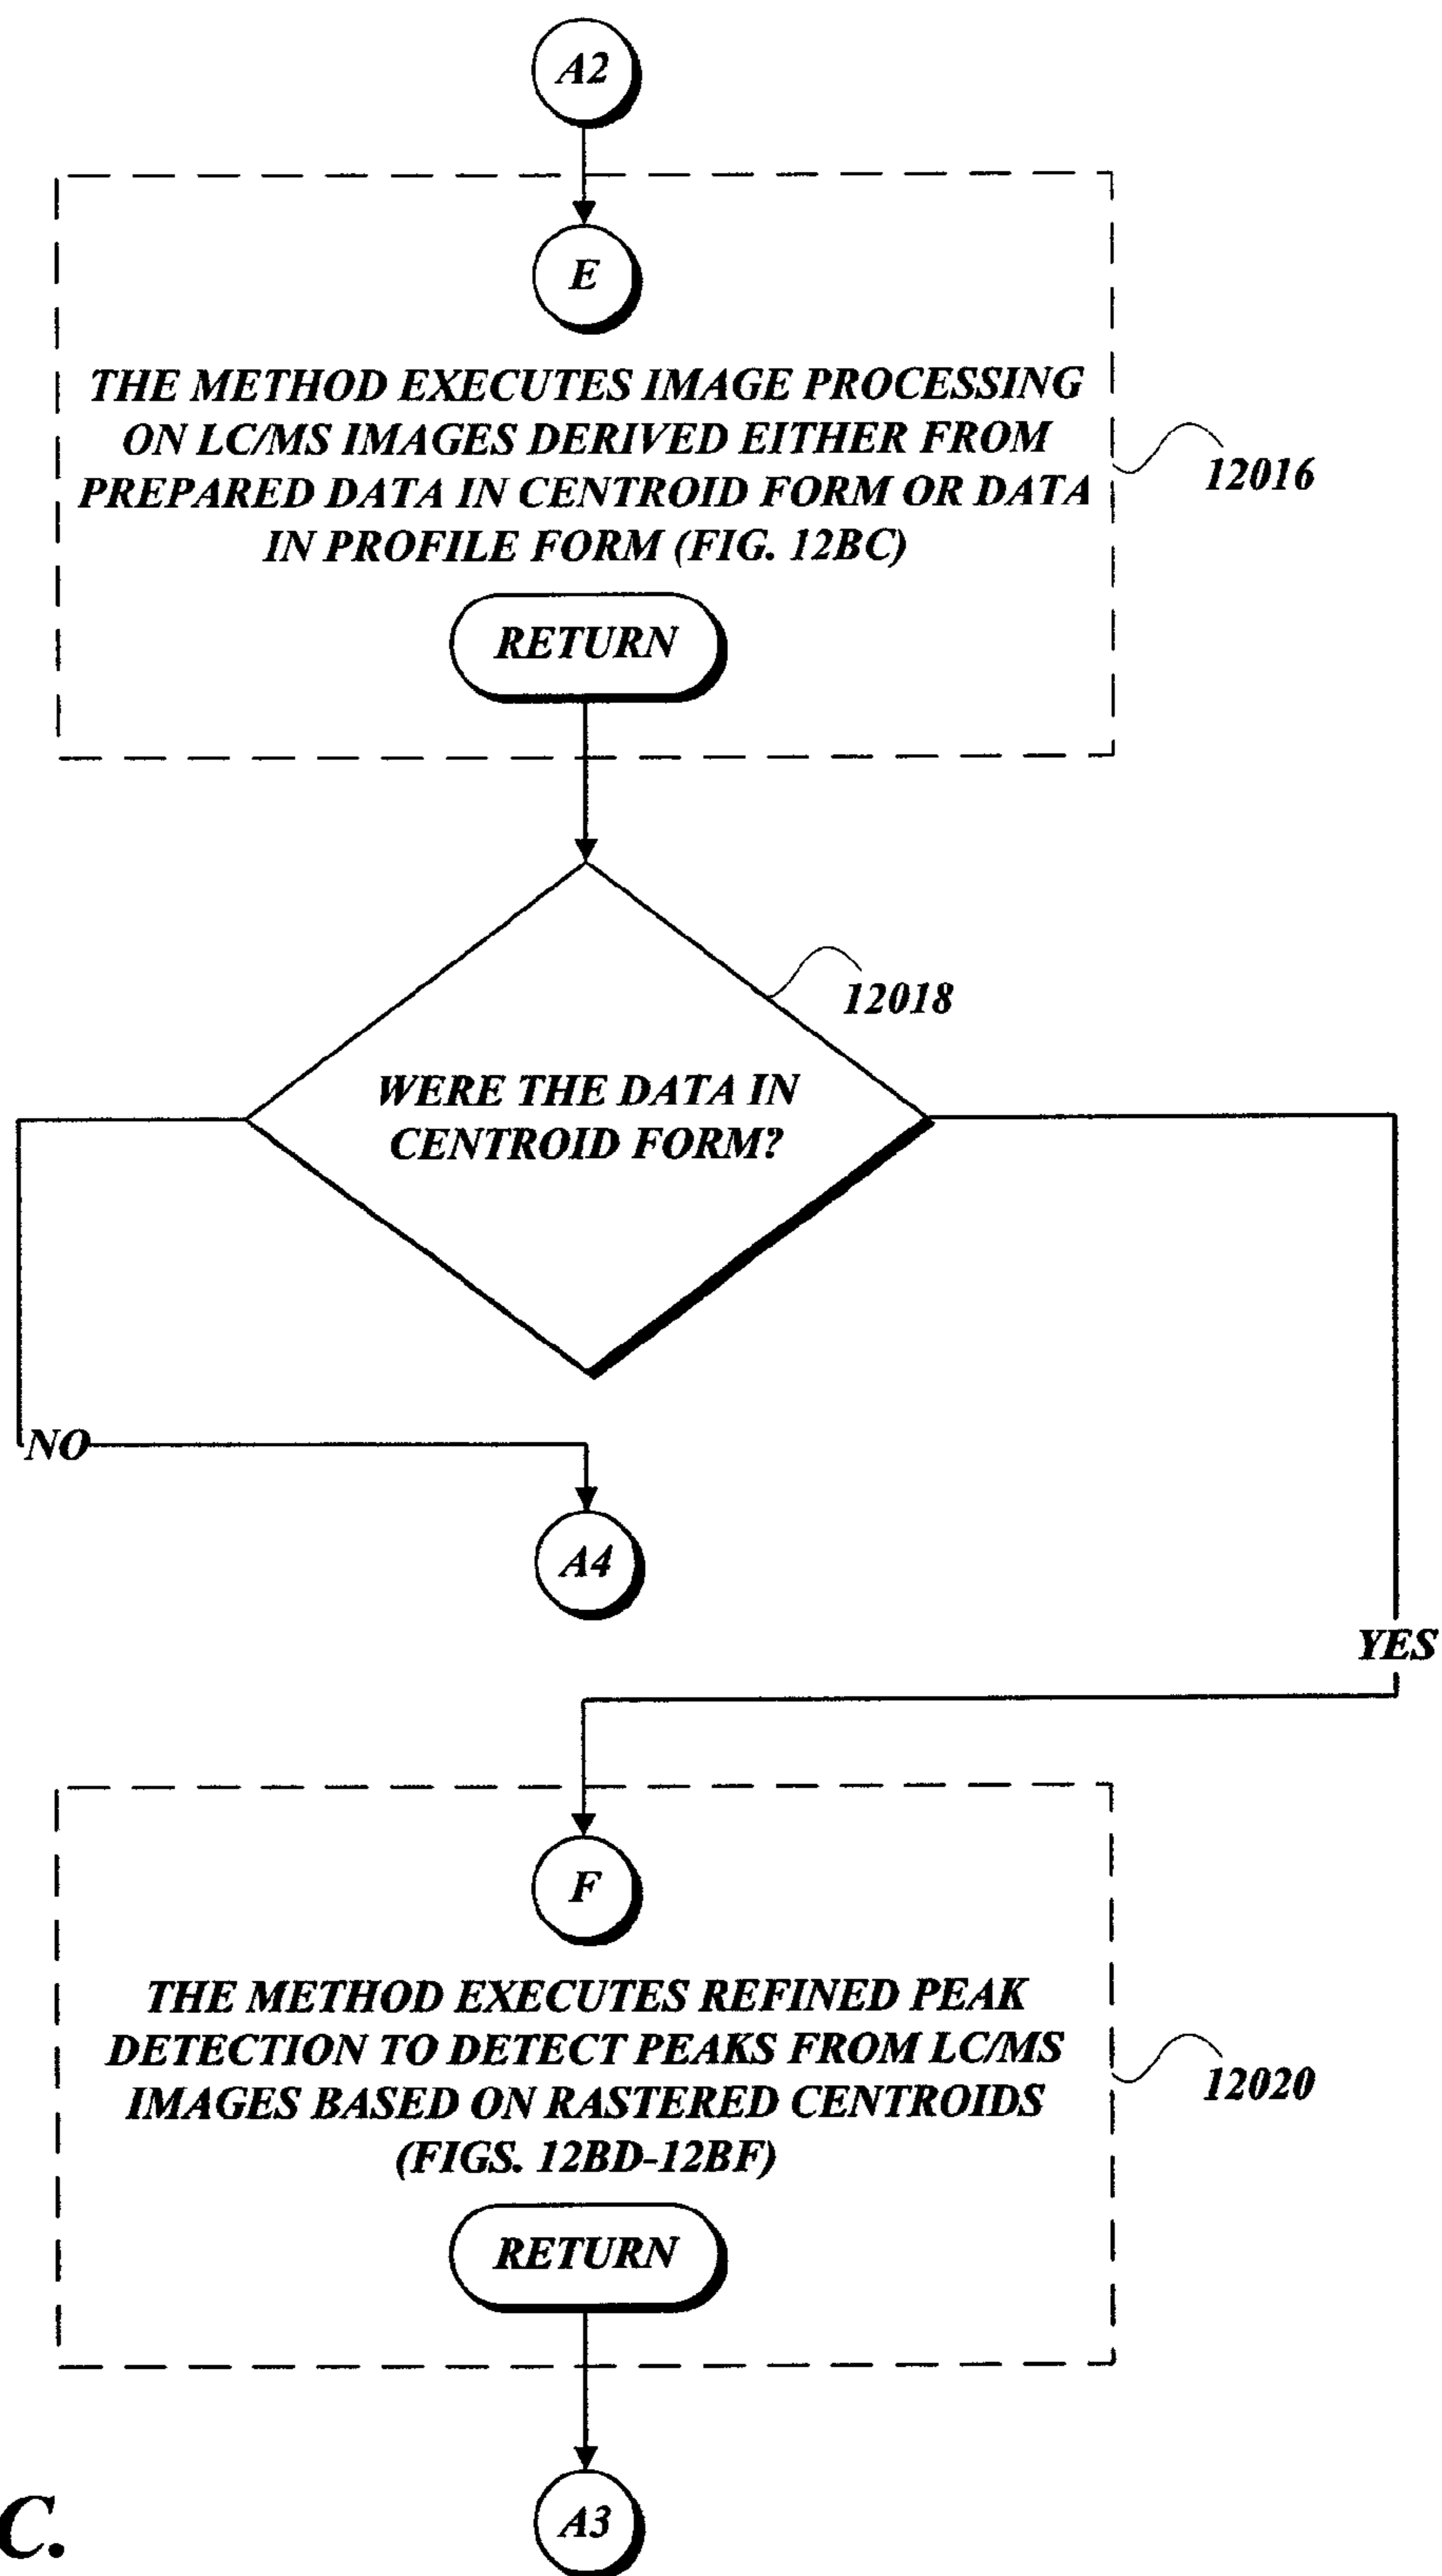 A2
E
THE METHOD EXECUTES IMAGE PROCESSING
ON LC/MS IMAGES DERIVED EITHER FROM
PREPARED DATA IN CENTROID FORM OR DATA
IN PROFILE FORM (FIG. 12BC)
12016
RETURN
12018
WERE THE DATA IN
CENTROID FORM?
NO
A4
YES
F
THE METHOD EXECUTES REFINED PEAK
DETECTION TO DETECT PEAKS FROM LC/MS
IMAGES BASED ON RASTERED CENTROIDS
(FIGS. 12BD-12BF)
12020
RETURN
A3
C.